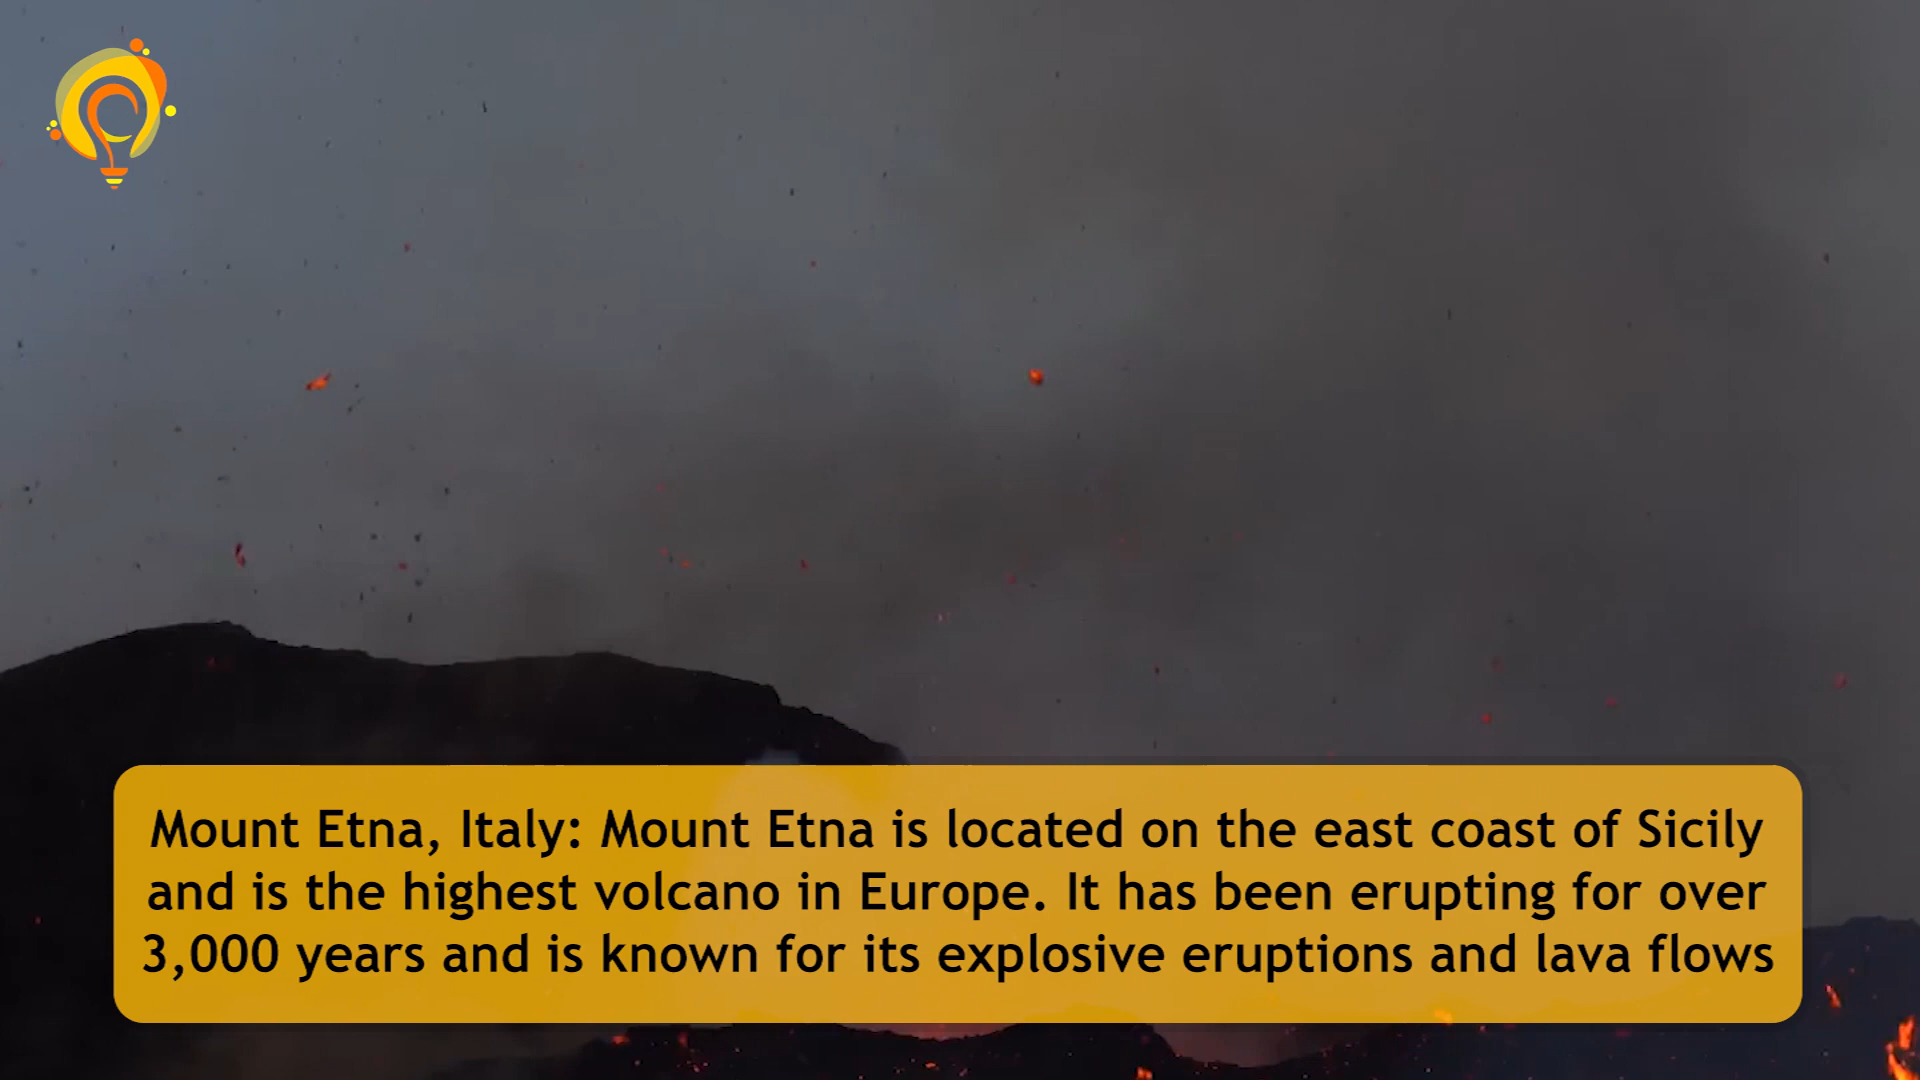 Mount Etna, Italy: Mount Etna is located on the east coast of Sicily
and is the highest volcano in Europe. It has been erupting for over
3,000 years and is known for its explosive eruptions and lava flows